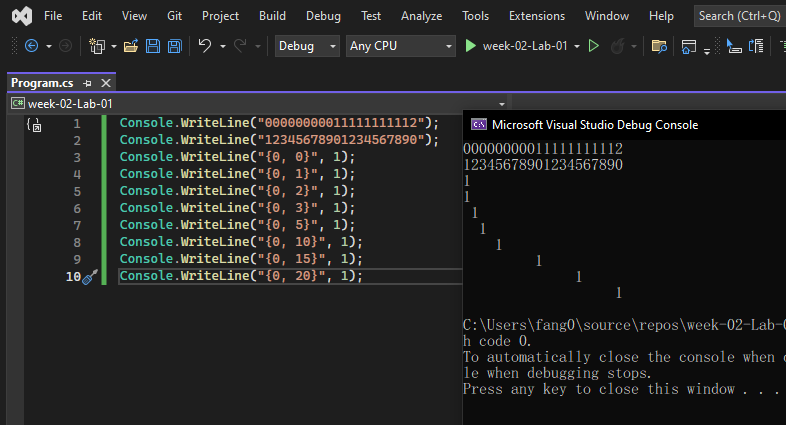 File Edit View Git Project Build Debug Test Analyze Tools Extensions Window Help Search (Ctrl+Q)
Debug Any CPU week-02-Lab-01
Program.cs
C# week-02-Lab-01
1 Console.WriteLine("00000000011111111112");
2 Console.WriteLine("12345678901234567890");
3 Console.WriteLine("{0, 0}", 1);
4 Console.WriteLine("{0, 1}", 1);
5 Console.WriteLine("{0, 2}", 1);
6 Console.WriteLine("{0, 3}", 1);
7 Console.WriteLine("{0, 5}", 1);
8 Console.WriteLine("{0, 10}", 1);
9 Console.WriteLine("{0, 15}", 1);
10 Console.WriteLine("{0, 20}", 1);
C:\ Microsoft Visual Studio Debug Console
00000000011111111112
12345678901234567890
1
1
 1
  1
    1
         1
              1
                   1
C:\Users\fang0\source\repos\week-02-Lab-0
h code 0.
To automatically close the console when
le when debugging stops.
Press any key to close this window . . .